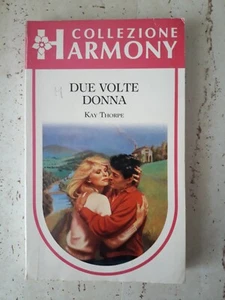 COLLEZIONE
HARMONY
DUE VOLTE
DONNA
KAY THORPE